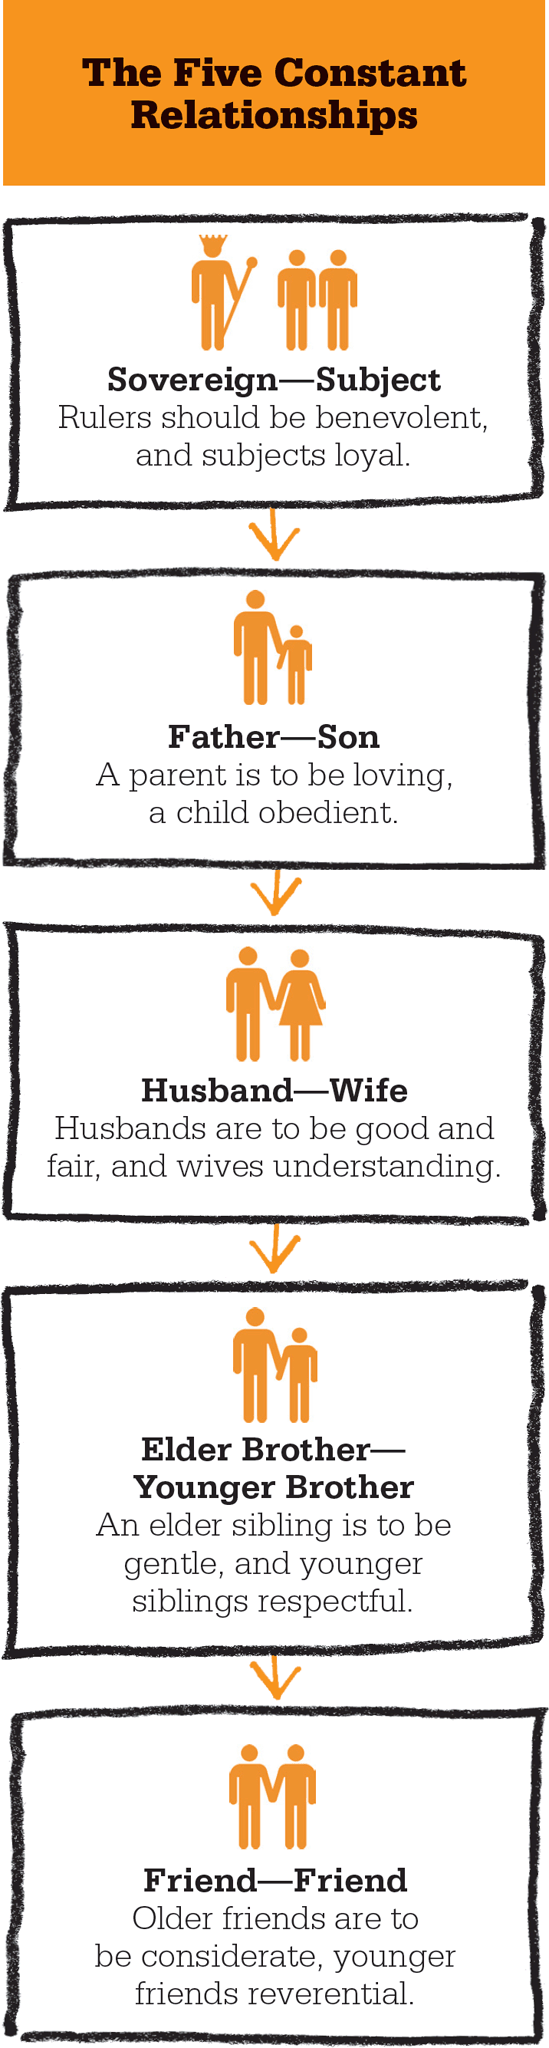 The Five Constant
Relationships
Sovereign—Subject
Rulers should be benevolent,
and subjects loyal.
Father—Son
A parent is to be loving,
a child obedient.
Husband—Wife
Husbands are to be good and
fair, and wives understanding.
Elder Brother—
Younger Brother
An elder sibling is to be
gentle, and younger
siblings respectful.
Friend—Friend
Older friends are to
be considerate, younger
friends reverential.